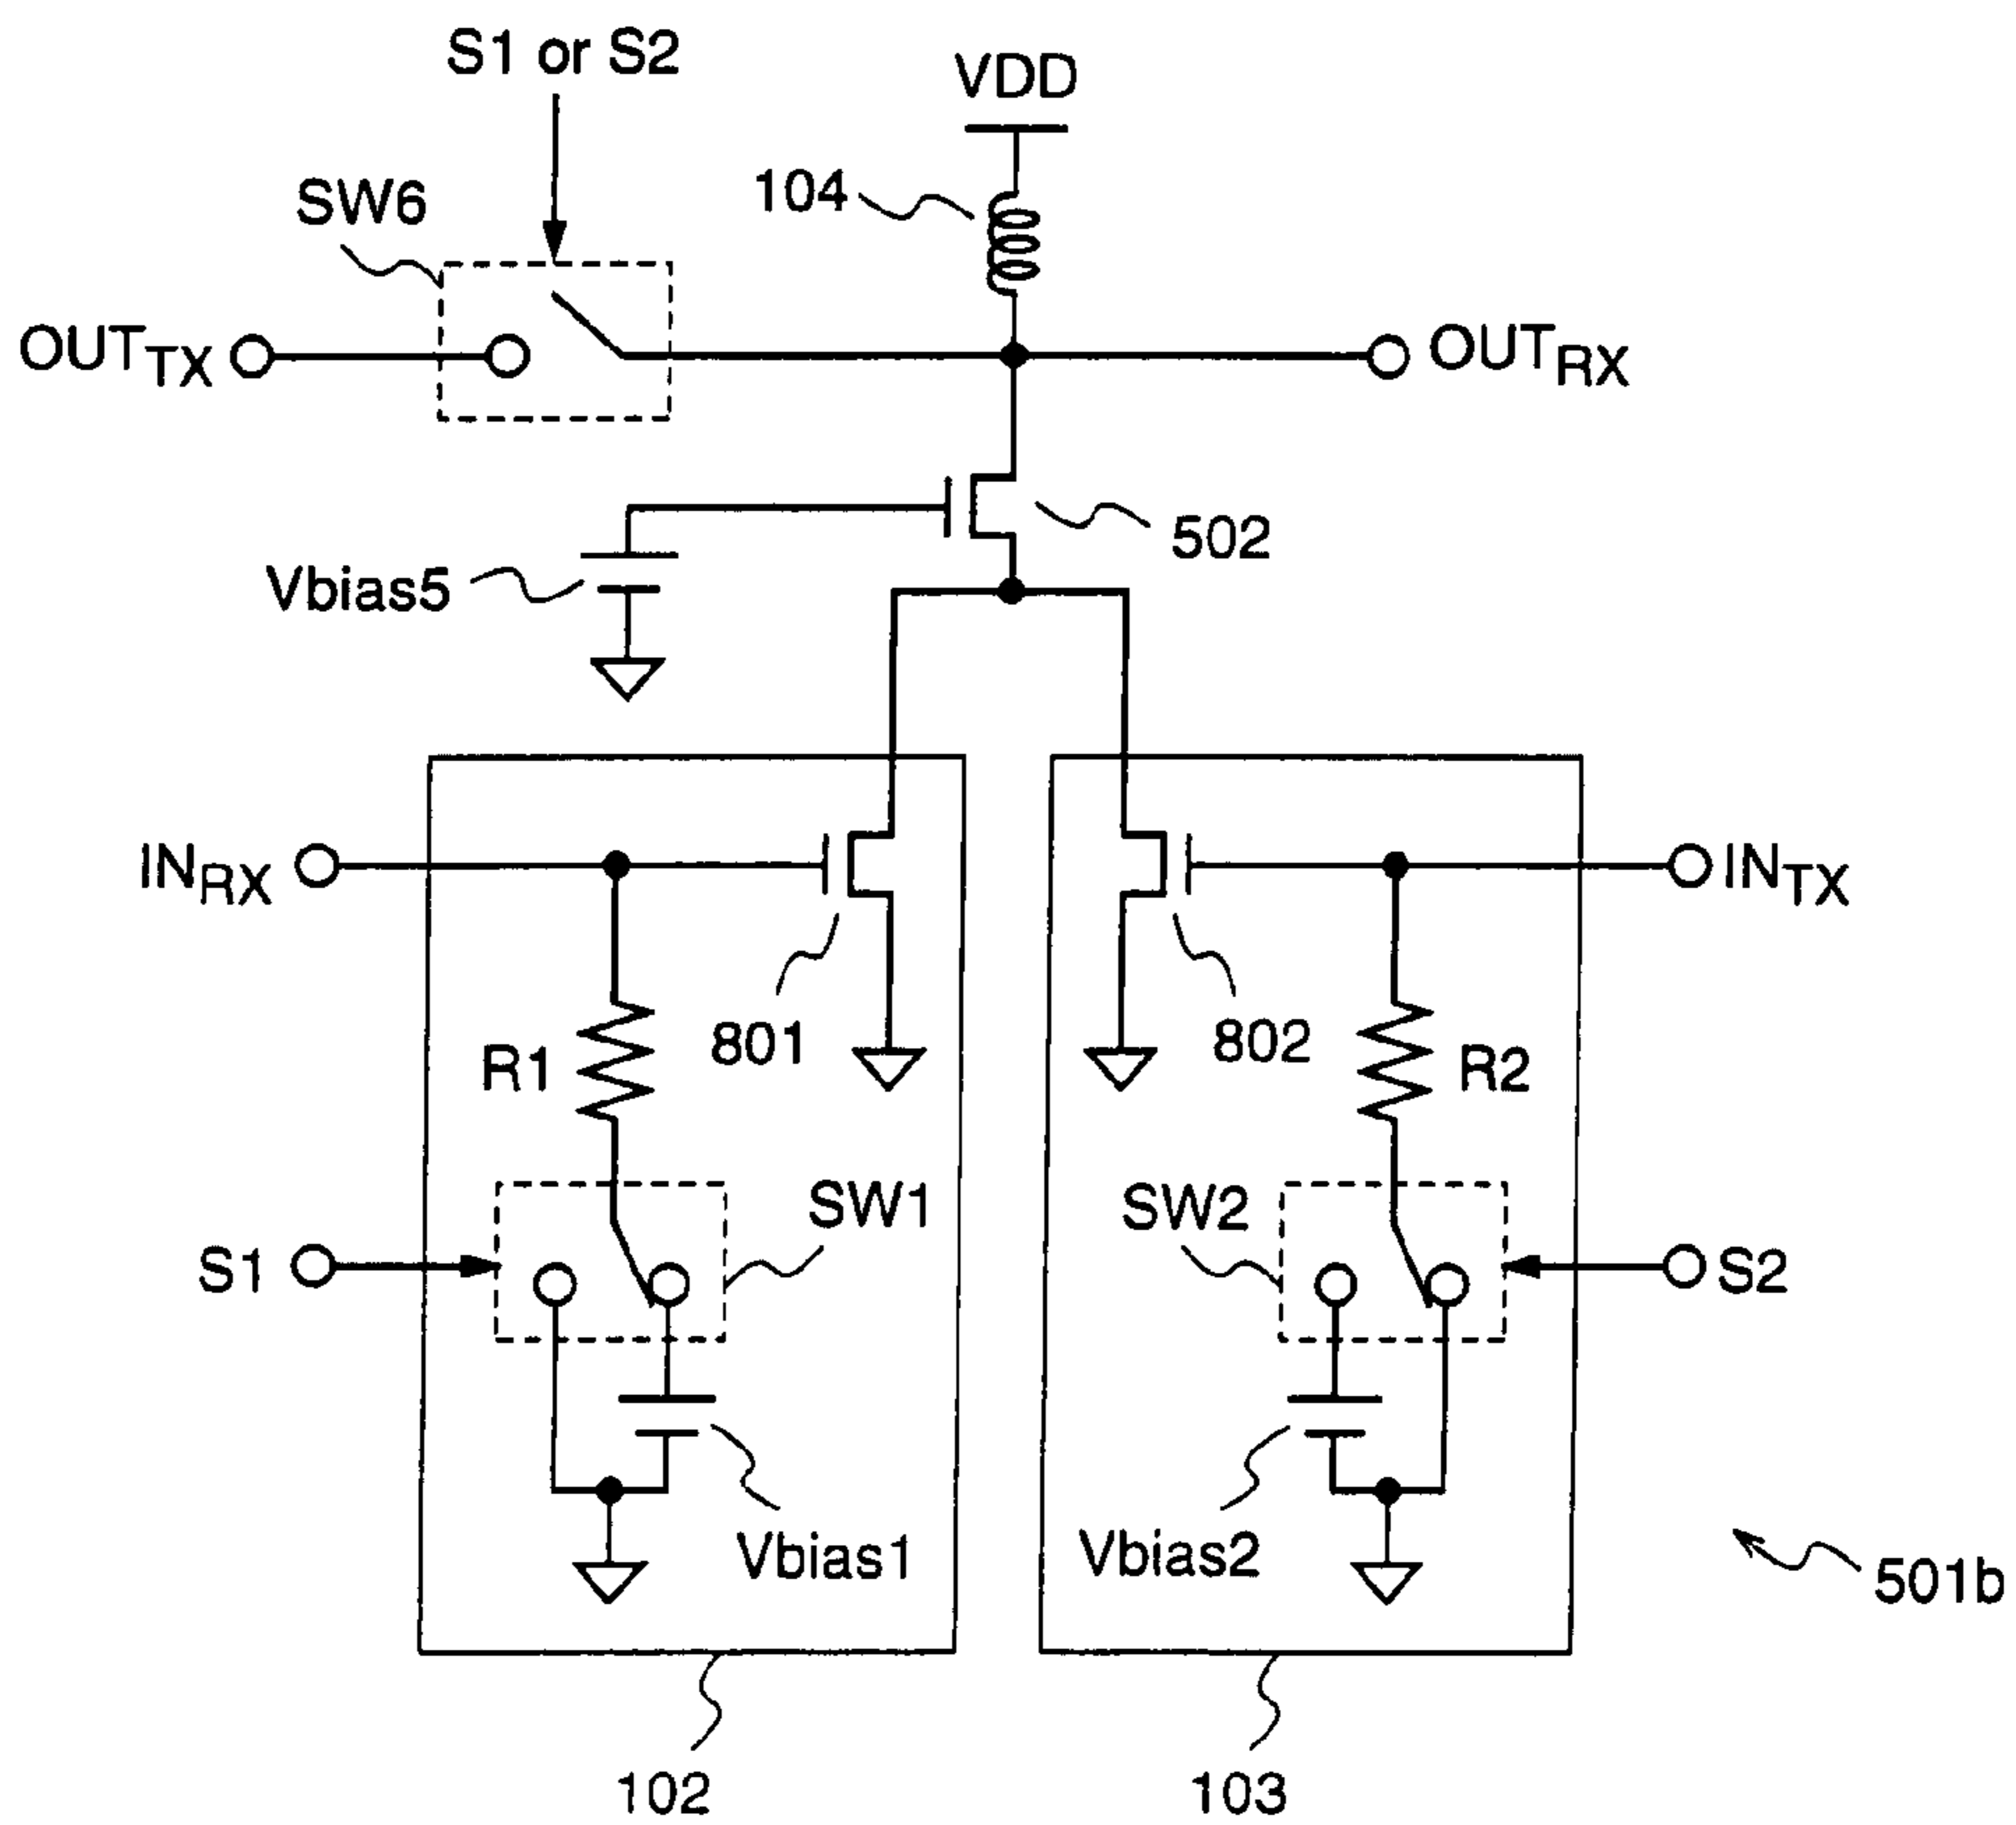 S1 or S2
VDD
104
SW6
OUTTX
OUTRX
502
Vbias5
INRX
INTX
801
802
R1
R2
SW1
SW2
S1
S2
Vbias1
Vbias2
501b
102
103